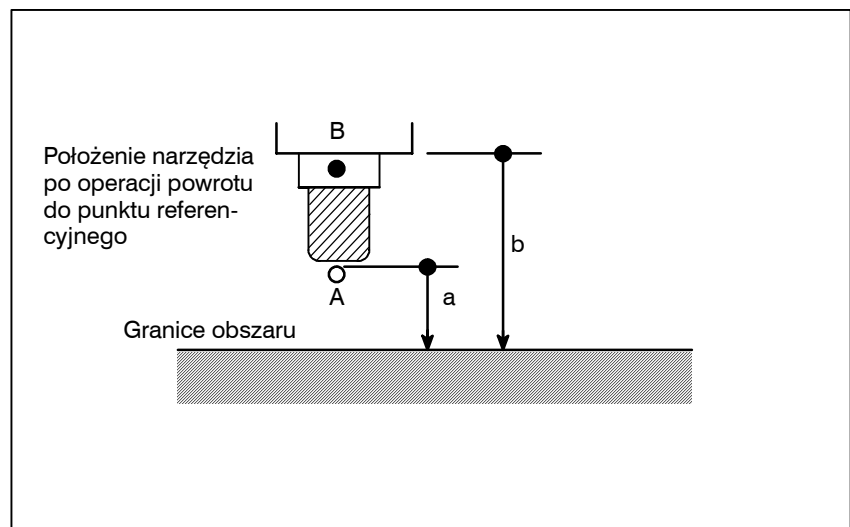 B
Położenie narzędzia
po operacji powrotu
do punktu referen-
cyjnego
b
A
a
Granice obszaru